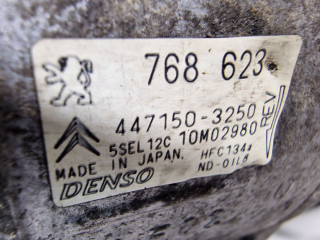 768 623
447150-3250
5SEL12C 10M02980
REV
MADE IN JAPAN. HFC134a
DENSO ND-OIL8